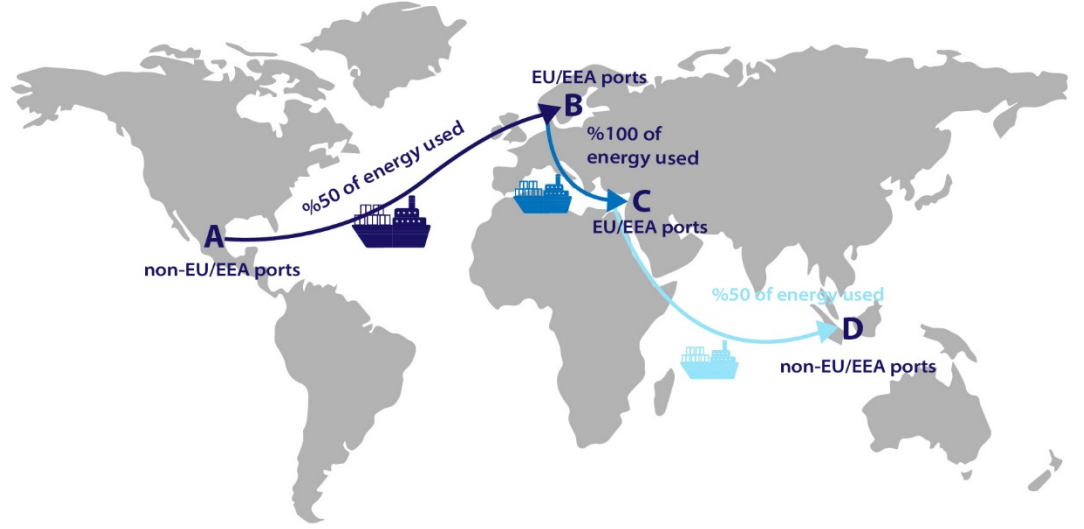 EU/EEA ports
B
%100 of
energy used
%50 of energy used
C
EU/EEA ports
A
non-EU/EEA ports
%50 of energy used
D
non-EU/EEA ports